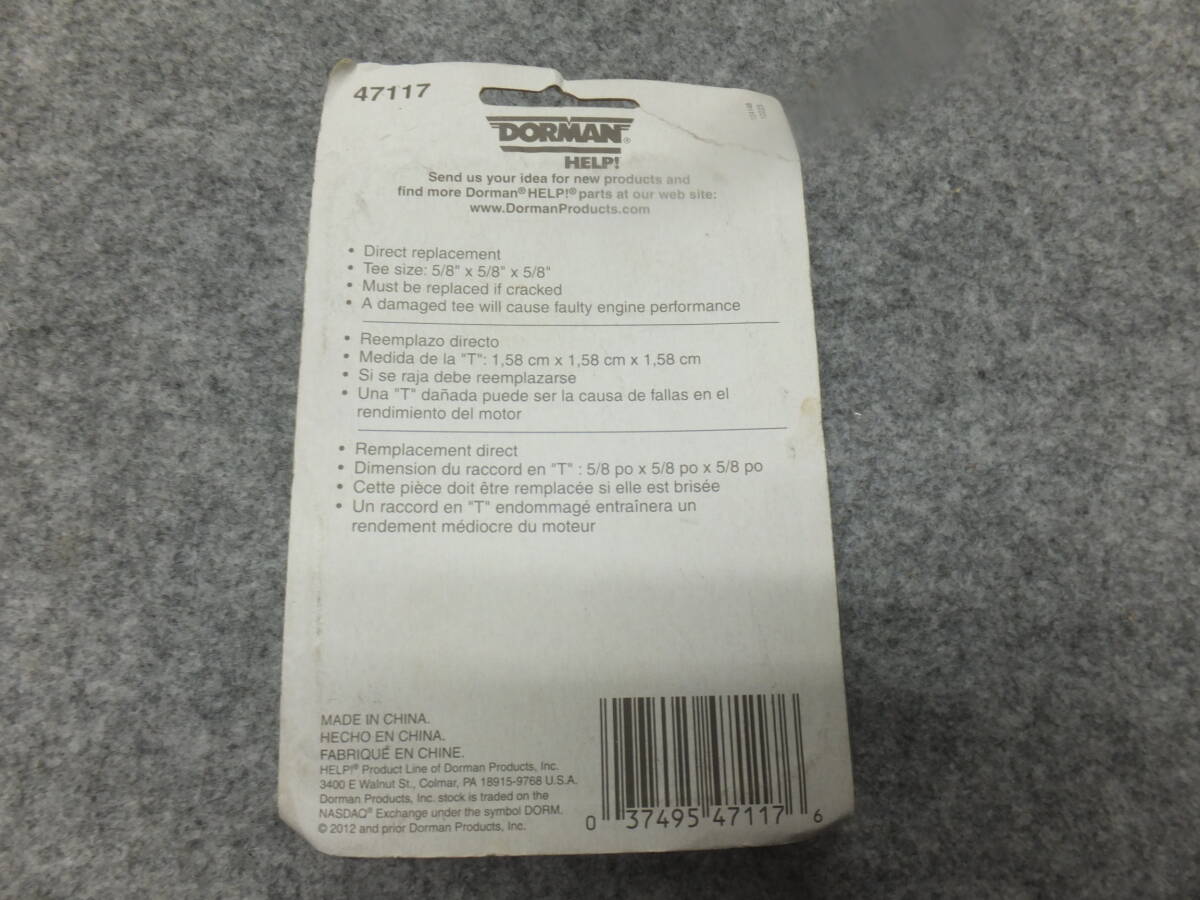 47117
DORMAN®
HELP!
Send us your idea for new products and
find more Dorman® HELP!® parts at our web site:
www.DormanProducts.com
• Direct replacement
• Tee size: 5/8" x 5/8" x 5/8"
• Must be replaced if cracked
• A damaged tee will cause faulty engine performance
• Reemplazo directo
• Medida de la "T": 1,58 cm x 1,58 cm x 1,58 cm
• Si se raja debe reemplazarse
• Una "T" dañada puede ser la causa de fallas en el
rendimiento del motor
• Remplacement direct
• Dimension du raccord en "T" : 5/8 po x 5/8 po x 5/8 po
• Cette pièce doit être remplacée si elle est brisée
• Un raccord en "T" endommagé entraînera un
rendement médiocre du moteur
MADE IN CHINA.
HECHO EN CHINA.
FABRIQUÉ EN CHINE.
HELP!® Product Line of Dorman Products, Inc.
3400 E Walnut St., Colmar, PA 18915-9768 U.S.A.
Dorman Products, Inc. stock is traded on the
NASDAQ® Exchange under the symbol DORM.
© 2012 and prior Dorman Products, Inc.
0 37495 47117 6